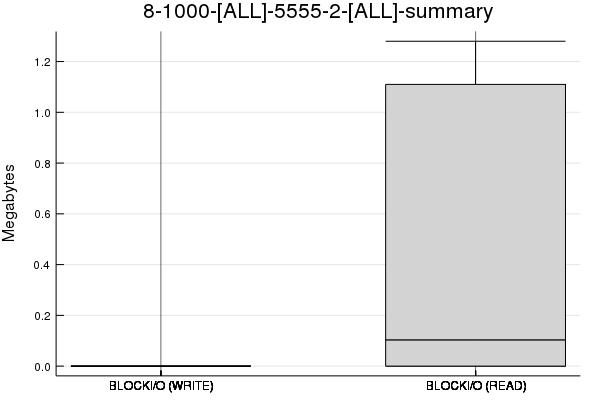 8-1000-[ALL]-5555-2-[ALL]-summary
Megabytes
1.2
1.0
0.8
0.6
0.4
0.2
0.0
BLOCKI/O (WRITE)
BLOCKI/O (READ)